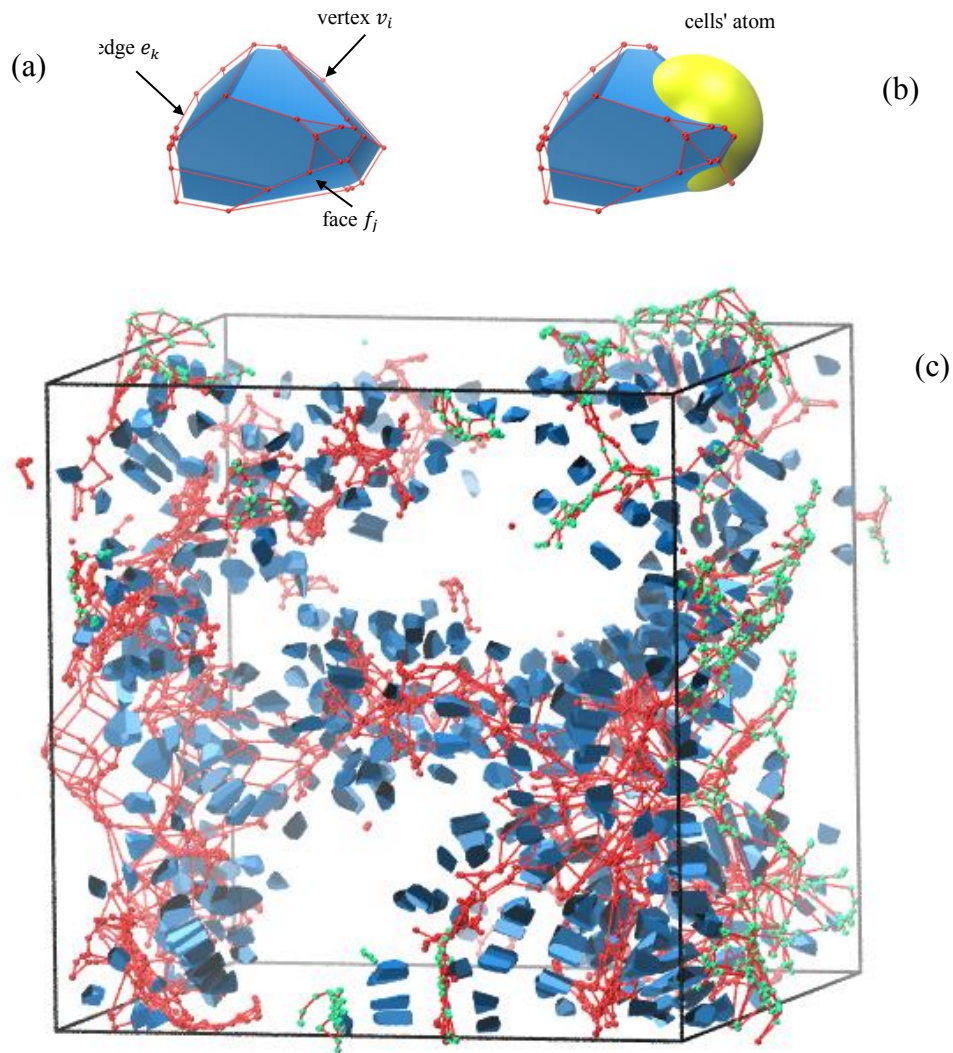 vertex v_i
cells' atom
edge e_k
(a)
(b)
face f_j
(c)